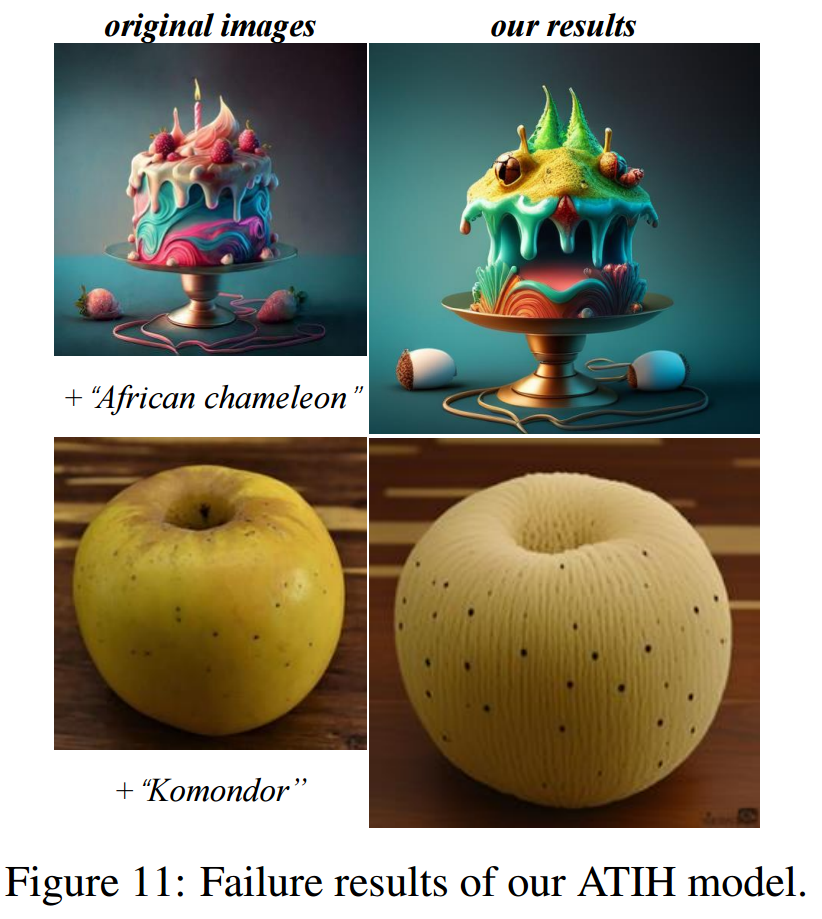 original images
our results
+ “African chameleon”
+ “Komondor’’
Figure 11: Failure results of our ATIH model.